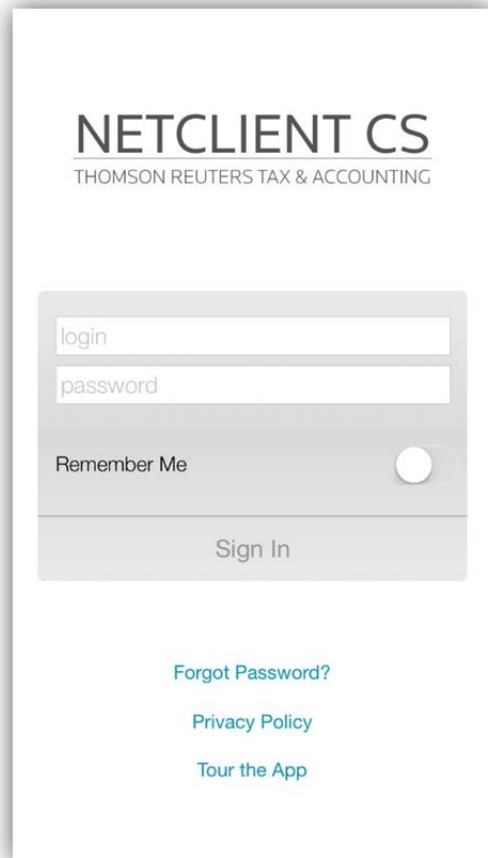 NETCLIENT CS
THOMSON REUTERS TAX & ACCOUNTING
login
password
Remember Me
Sign In
Forgot Password?
Privacy Policy
Tour the App